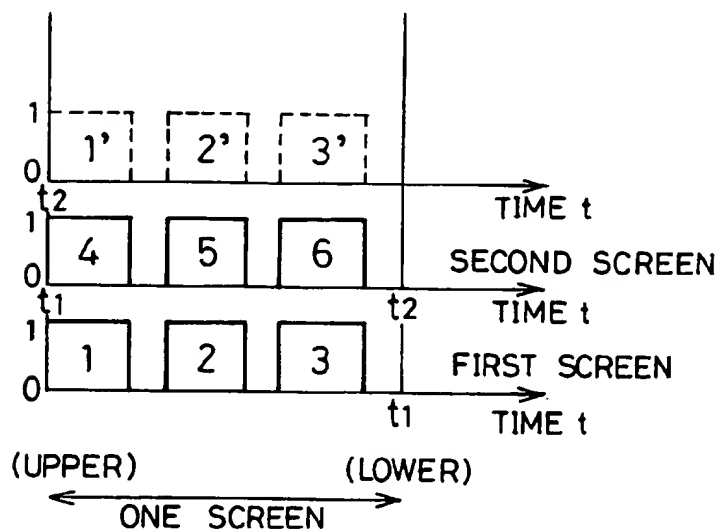 1
1' 2' 3'
0
t2 TIME t
1
4 5 6 SECOND SCREEN
0
t1 t2 TIME t
1
1 2 3 FIRST SCREEN
0
t1 TIME t
(UPPER) (LOWER)
ONE SCREEN